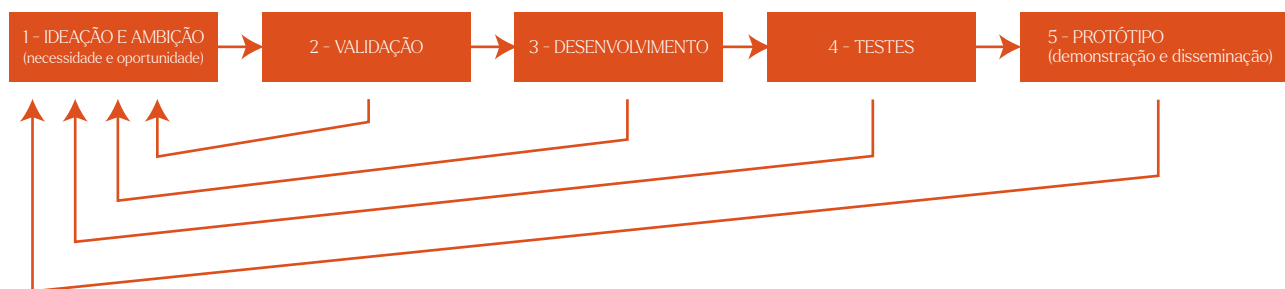 1 - IDEAÇÃO E AMBIÇÃO
(necessidade e oportunidade)
2 - VALIDAÇÃO
3 - DESENVOLVIMENTO
4 - TESTES
5 - PROTÓTIPO
(demonstração e disseminação)